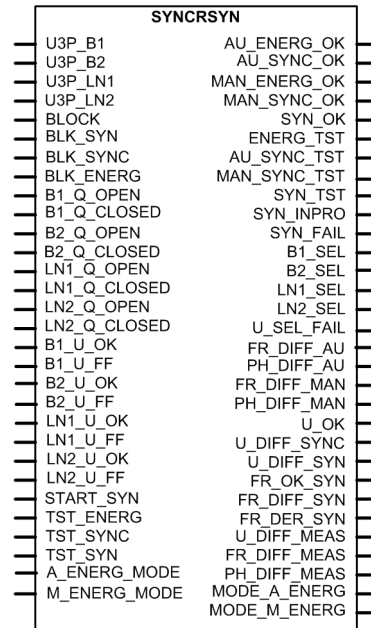 SYNCRSYN
U3P_B1 AU_ENERG_OK
U3P_B2 AU_SYNC_OK
U3P_LN1 MAN_ENERG_OK
U3P_LN2 MAN_SYNC_OK
BLOCK SYN_OK
BLK_SYN ENERG_TST
BLK_SYNC AU_SYNC_TST
BLK_ENERG MAN_SYNC_TST
B1_Q_OPEN SYN_TST
B1_Q_CLOSED SYN_INPRO
B2_Q_OPEN SYN_FAIL
B2_Q_CLOSED B1_SEL
LN1_Q_OPEN B2_SEL
LN1_Q_CLOSED LN1_SEL
LN2_Q_OPEN LN2_SEL
LN2_Q_CLOSED U_SEL_FAIL
B1_U_OK FR_DIFF_AU
B1_U_FF PH_DIFF_AU
B2_U_OK FR_DIFF_MAN
B2_U_FF PH_DIFF_MAN
LN1_U_OK U_OK
LN1_U_FF U_DIFF_SYNC
LN2_U_OK U_DIFF_SYN
LN2_U_FF FR_OK_SYN
START_SYN FR_DIFF_SYN
TST_ENERG FR_DER_SYN
TST_SYNC U_DIFF_MEAS
TST_SYN FR_DIFF_MEAS
A_ENERG_MODE PH_DIFF_MEAS
M_ENERG_MODE MODE_A_ENERG
MODE_M_ENERG